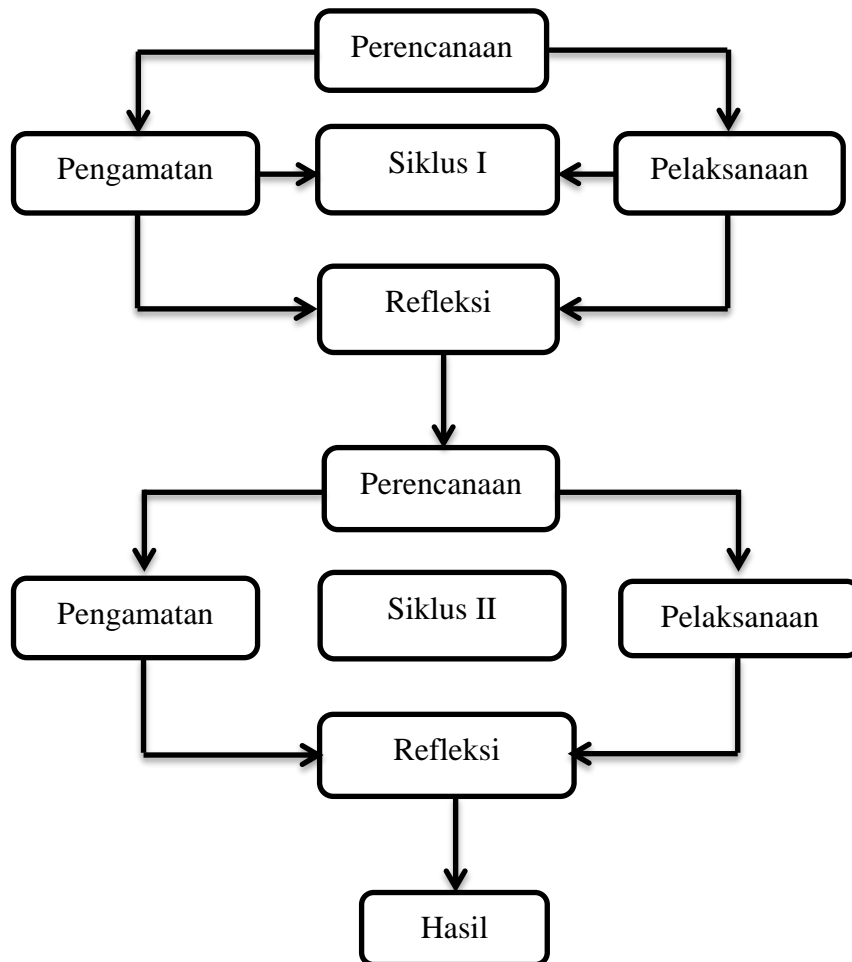 Perencanaan
Pengamatan
Siklus I
Pelaksanaan
Refleksi
Perencanaan
Pengamatan
Siklus II
Pelaksanaan
Refleksi
Hasil